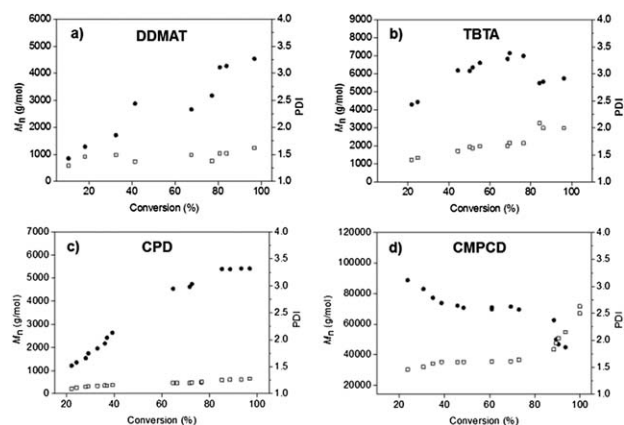 a) DDMAT
6000
5000
4000
3000
2000
1000
0
Mn (g/mol)
4.0
3.5
3.0
2.5
2.0
1.5
1.0
PDI
0 20 40 60 80 100
Conversion (%)
b) TBTA
9000
8000
7000
6000
5000
4000
3000
2000
1000
0
Mn (g/mol)
4.0
3.5
3.0
2.5
2.0
1.5
1.0
PDI
0 20 40 60 80 100
Conversion (%)
c) CPD
7000
6000
5000
4000
3000
2000
1000
0
Mn (g/mol)
4.0
3.5
3.0
2.5
2.0
1.5
1.0
PDI
0 20 40 60 80 100
Conversion (%)
d) CMPCD
120000
100000
80000
60000
40000
20000
Mn (g/mol)
4.0
3.5
3.0
2.5
2.0
1.5
1.0
PDI
0 20 40 60 80 100
Conversion (%)